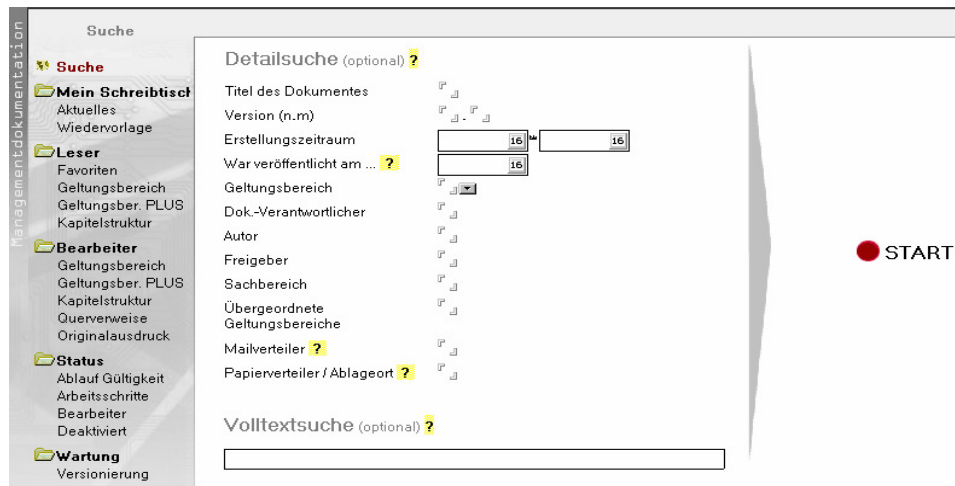 Managementdokumentation
Suche
Suche
Mein Schreibtisch
Aktuelles
Wiedervorlage
Leser
Favoriten
Geltungsbereich
Geltungsber. PLUS
Kapitelstruktur
Bearbeiter
Geltungsbereich
Geltungsber. PLUS
Kapitelstruktur
Querverweise
Originalausdruck
Status
Ablauf Gültigkeit
Arbeitsschritte
Bearbeiter
Deaktiviert
Wartung
Versionierung
Detailsuche (optional) ?
Titel des Dokumentes
Version (n.m) .
Erstellungszeitraum 16 bis 16
War veröffentlicht am ... ? 16
Geltungsbereich
Dok.-Verantwortlicher
Autor
Freigeber
Sachbereich
Übergeordnete
Geltungsbereiche
Mailverteiler ?
Papierverteiler / Ablageort ?
Volltextsuche (optional) ?
START